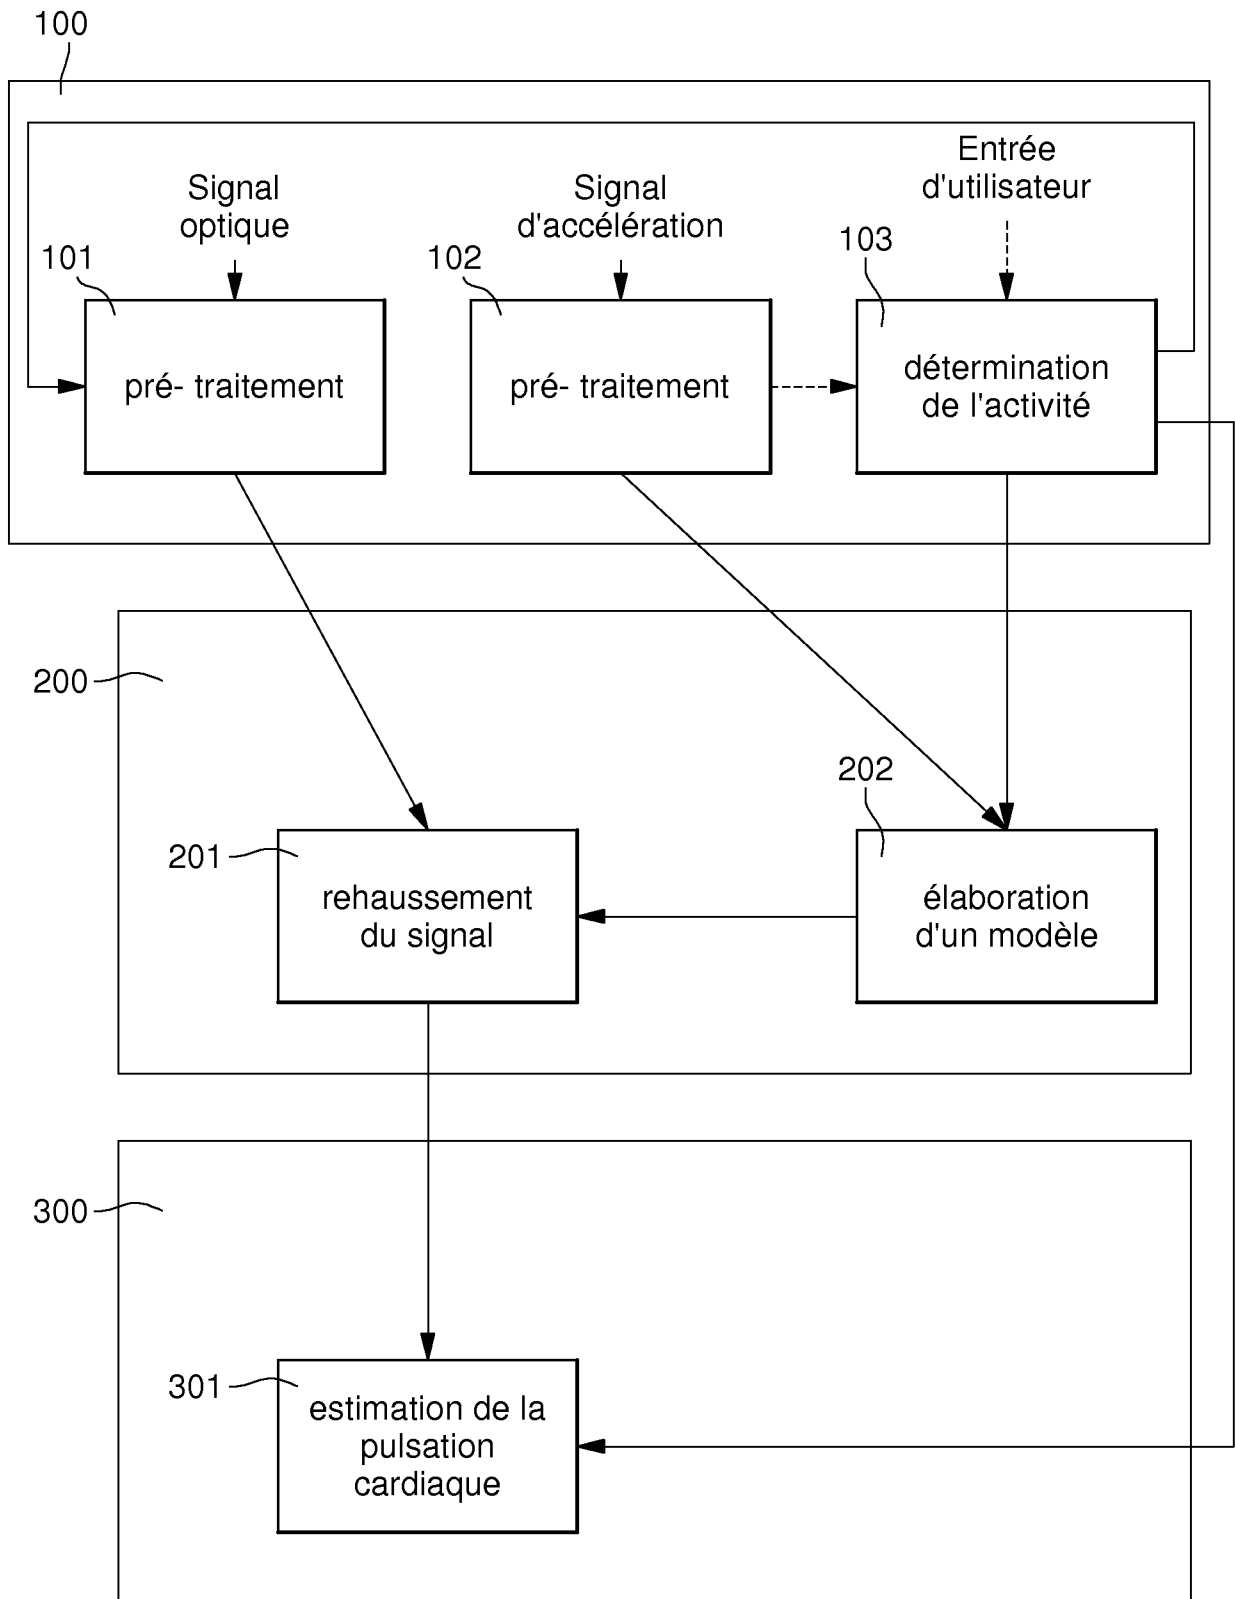 100
Entrée
d'utilisateur
Signal
optique
Signal
d'accélération
101
102
103
pré- traitement
pré- traitement
détermination
de l'activité
200
202
201
rehaussement
du signal
élaboration
d'un modèle
300
301
estimation de la
pulsation
cardiaque